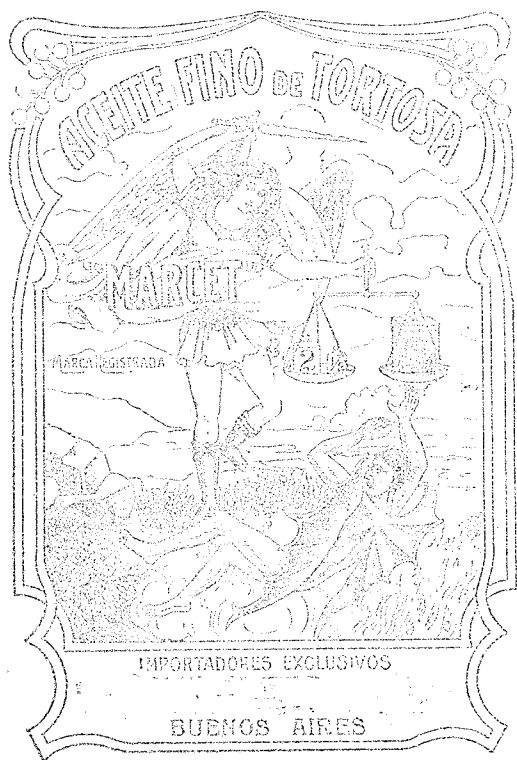 ACEITE FINO DE TORTOSA
"MARCET"
MARCA REGISTRADA
IMPORTADORES EXCLUSIVOS
BUENOS AIRES